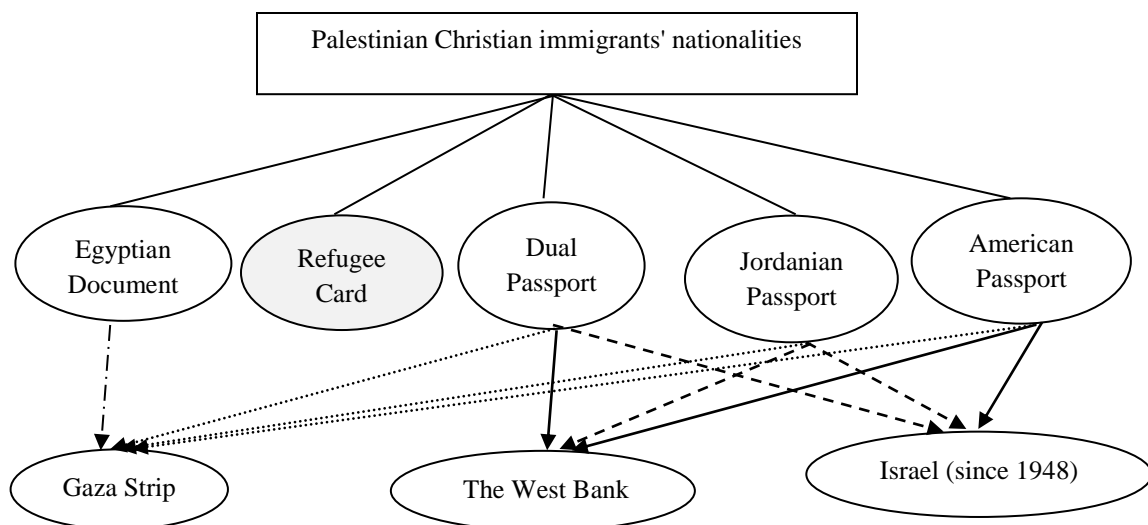 Palestinian Christian immigrants' nationalities
Egyptian
Document
Refugee
Card
Dual
Passport
Jordanian
Passport
American
Passport
Gaza Strip
The West Bank
Israel (since 1948)